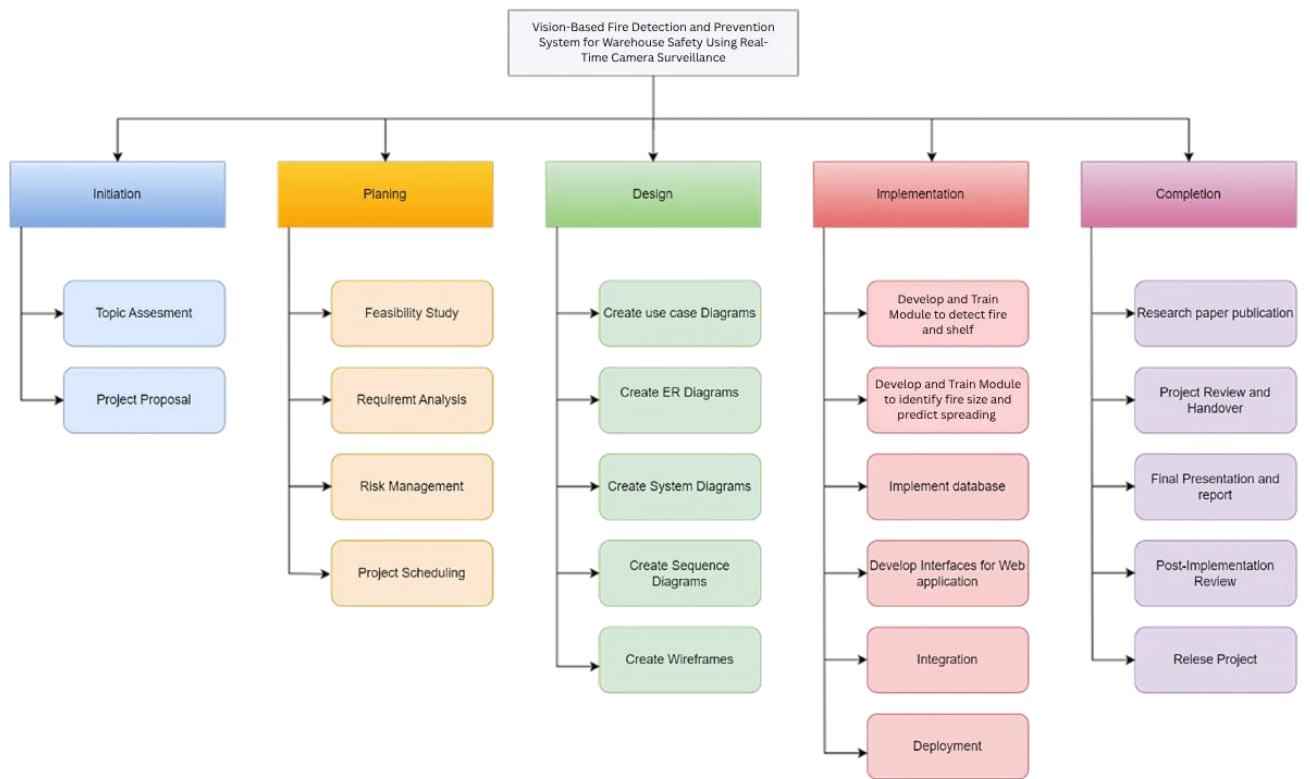 Vision-Based Fire Detection and Prevention
System for Warehouse Safety Using Real-
Time Camera Surveillance
Initiation
Planing
Design
Implementation
Completion
Topic Assesment
Project Proposal
Feasibility Study
Requiremt Analysis
Risk Management
Project Scheduling
Create use case Diagrams
Create ER Diagrams
Create System Diagrams
Create Sequence
Diagrams
Create Wireframes
Develop and Train
Module to detect fire
and shelf
Develop and Train Module
to identify fire size and
predict spreading
Implement database
Develop Interfaces for Web
application
Integration
Deployment
Research paper publication
Project Review and
Handover
Final Presentation and
report
Post-Implementation
Review
Relese Project